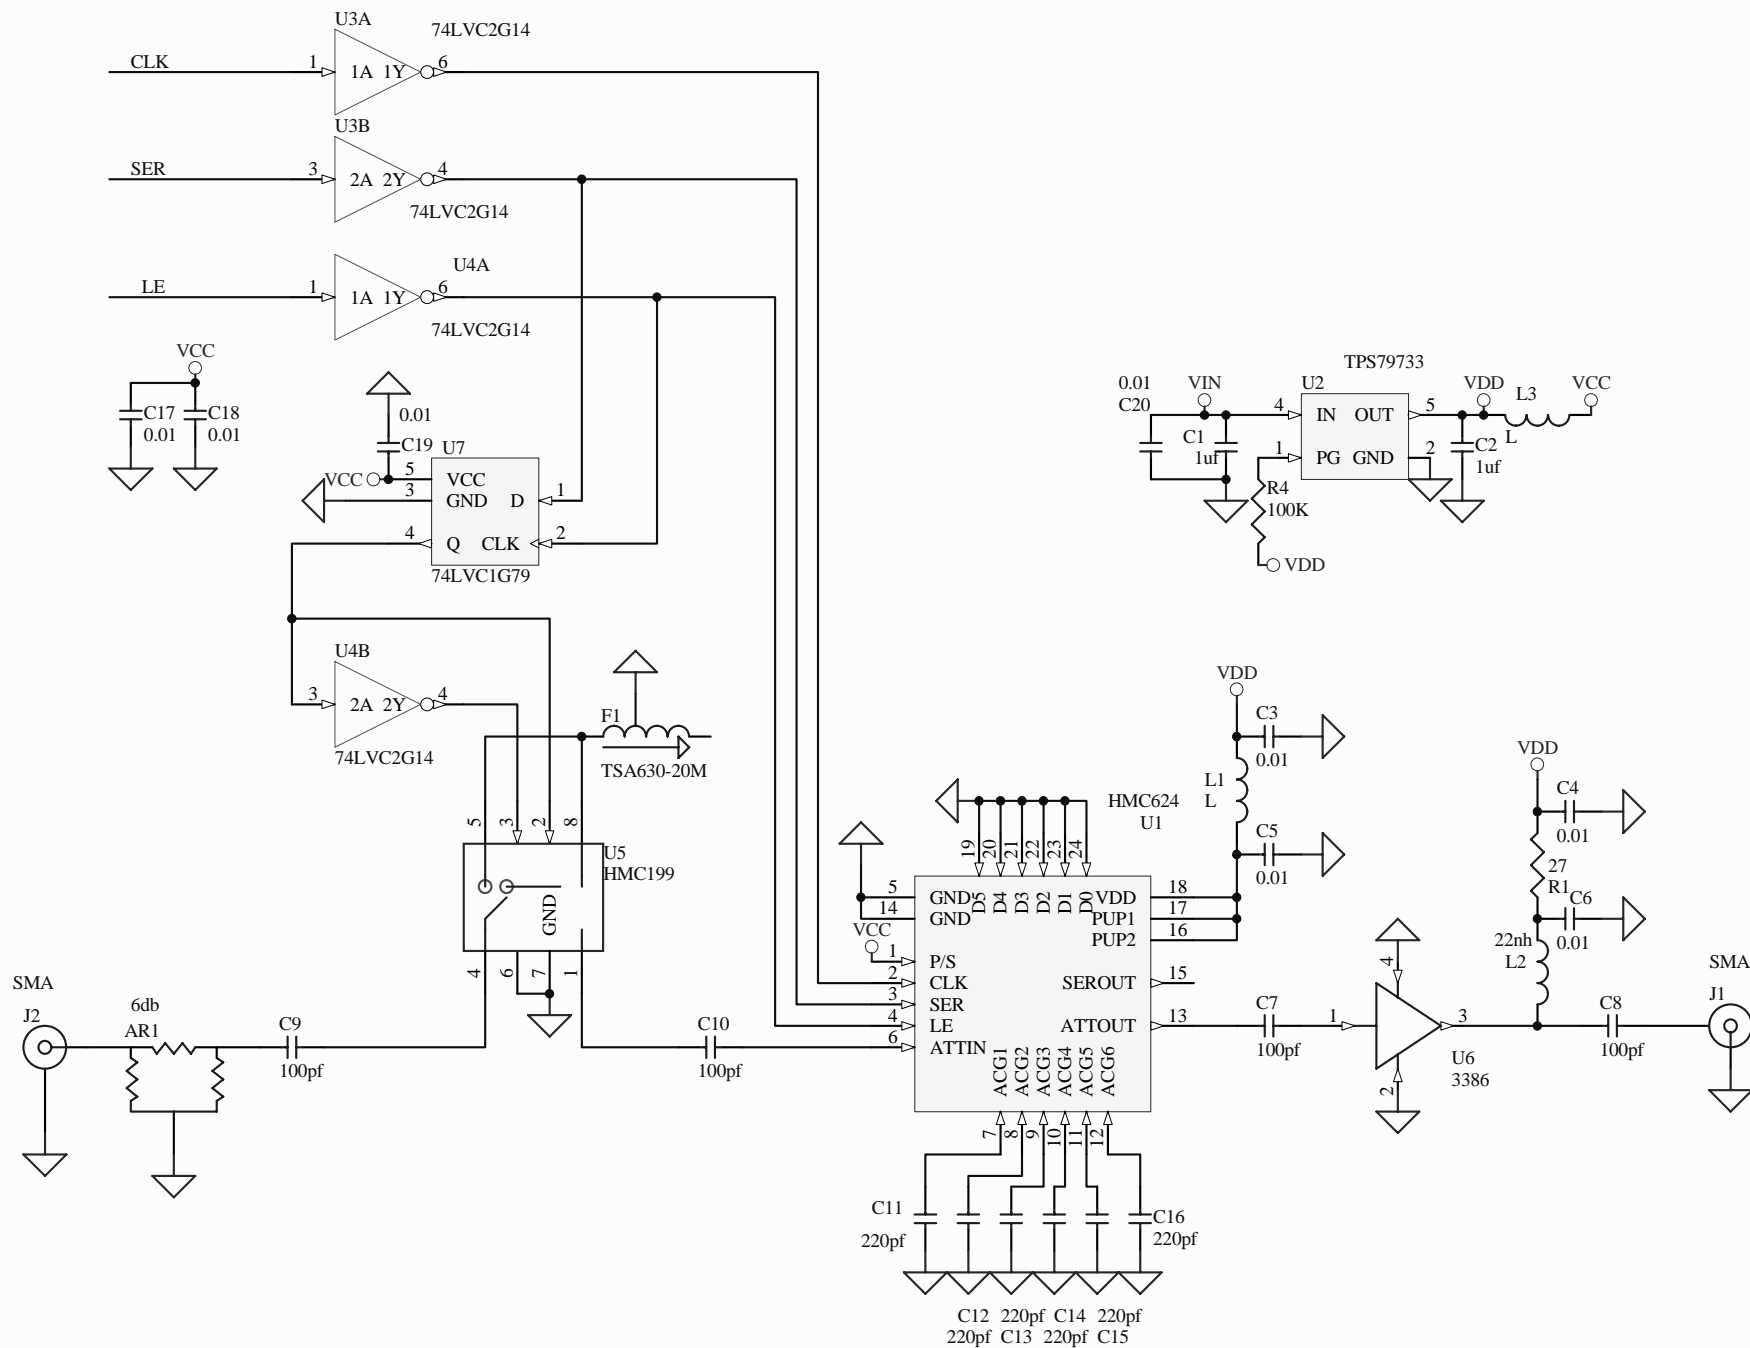 U3A
74LVC2G14
CLK
1
1A 1Y
6
U3B
SER
3
2A 2Y
4
74LVC2G14
U4A
LE
1
1A 1Y
6
74LVC2G14
VCC
C17
0.01
C18
0.01
0.01
C19
U7
VCC
5
VCC
3
GND
D
1
4
Q
CLK
2
74LVC1G79
TPS79733
0.01
C20
VIN
U2
VDD
L3
VCC
4
IN
OUT
5
L
C1
1uf
1
PG
GND
2
C2
1uf
R4
100K
VDD
U4B
3
2A 2Y
4
74LVC2G14
F1
TSA630-20M
5
3
2
8
U5
HMC199
GND
4
6
7
1
VDD
C3
0.01
L1
L
HMC624
U1
C5
0.01
VDD
C4
0.01
27
R1
C6
0.01
22nh
L2
19
20
21
22
23
24
5
GND
D5
D4
D3
D2
D1
D0
VDD
18
14
GND
PUP1
17
VCC
PUP2
16
1
P/S
2
CLK
SEROUT
15
3
SER
4
LE
ATTOUT
13
6
ATTIN
ACG1
ACG2
ACG3
ACG4
ACG5
ACG6
7
8
9
10
11
12
SMA
J2
6db
AR1
C9
100pf
C10
100pf
C7
100pf
1
4
3
2
U6
3386
C8
100pf
SMA
J1
C11
220pf
C16
220pf
C12 220pf C14 220pf
220pf C13 220pf C15